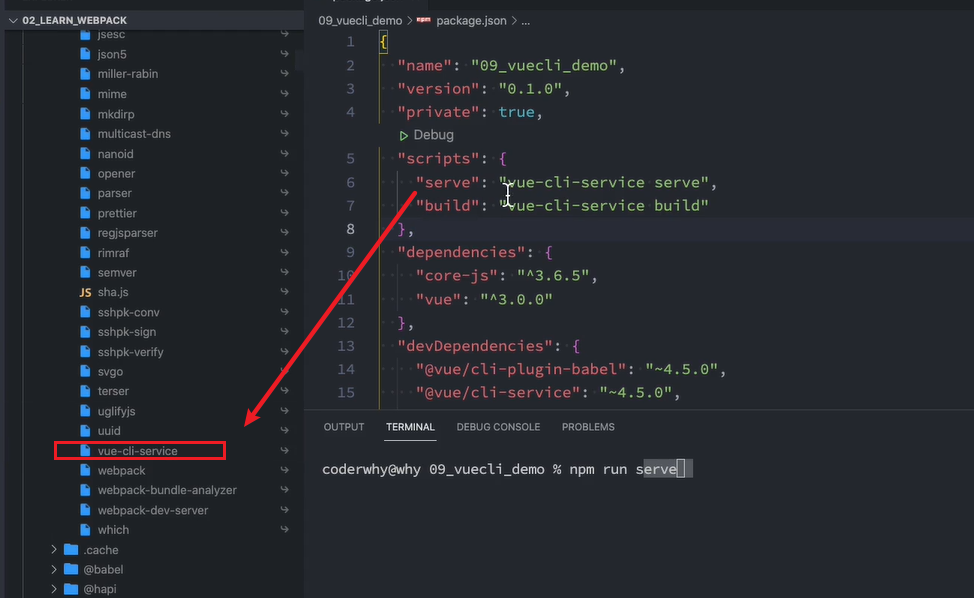 02_LEARN_WEBPACK
jsesc
json5
miller-rabin
mime
mkdirp
multicast-dns
nanoid
opener
parser
prettier
regjsparser
rimraf
semver
JS sha.js
sshpk-conv
sshpk-sign
sshpk-verify
svgo
terser
uglifyjs
uuid
vue-cli-service
webpack
webpack-bundle-analyzer
webpack-dev-server
which
.cache
@babel
@hapi
09_vuecli_demo > package.json > ...
1 {
2 "name": "09_vuecli_demo",
3 "version": "0.1.0",
4 "private": true,
Debug
5 "scripts": {
6 "serve": "vue-cli-service serve",
7 "build": "vue-cli-service build"
8 },
9 "dependencies": {
10 "core-js": "^3.6.5",
11 "vue": "^3.0.0"
12 },
13 "devDependencies": {
14 "@vue/cli-plugin-babel": "~4.5.0",
15 "@vue/cli-service": "~4.5.0",
OUTPUT TERMINAL DEBUG CONSOLE PROBLEMS
coderwhy@why 09_vuecli_demo % npm run serve